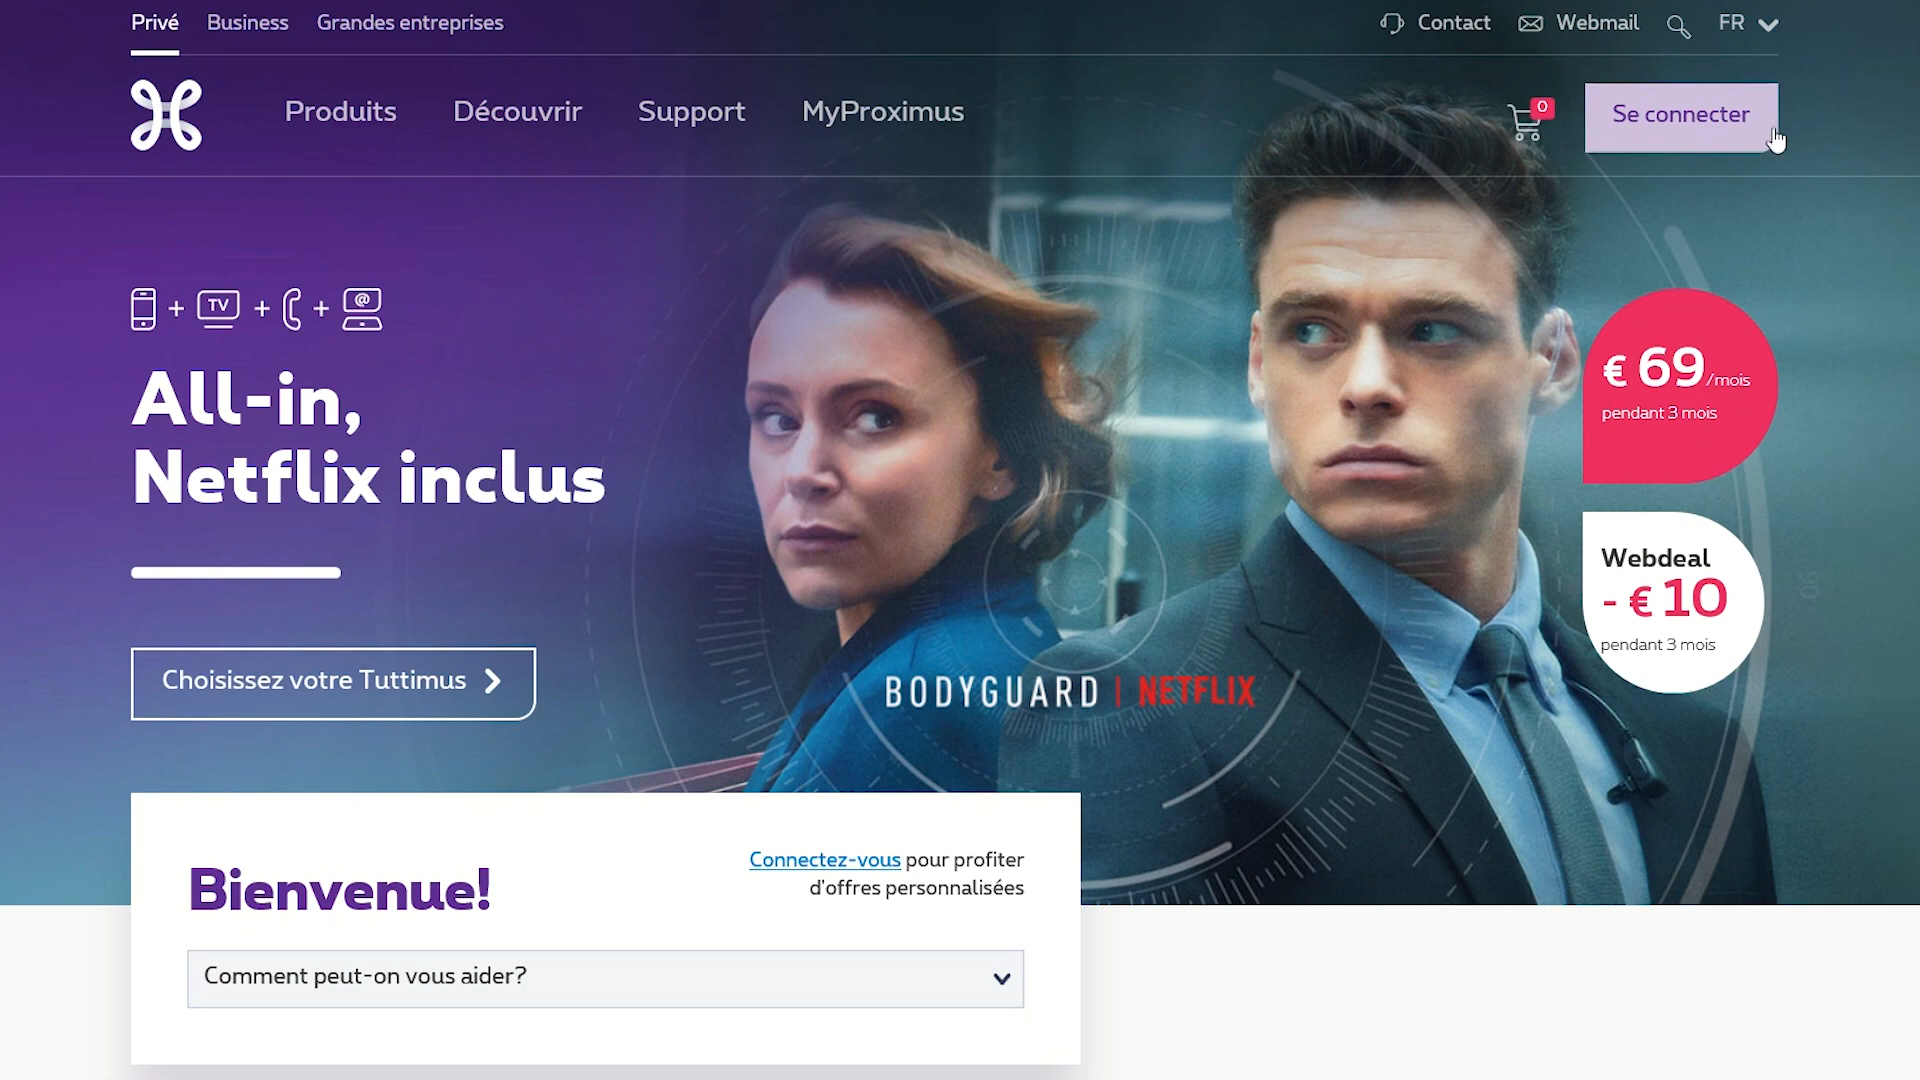 Privé Business Grandes entreprises
Contact Webmail FR
Produits Découvrir Support MyProximus
0
Se connecter
TV @
All-in,
Netflix inclus
Choisissez votre Tuttimus
€ 69/mois
pendant 3 mois
Webdeal
- € 10
pendant 3 mois
BODYGUARD | NETFLIX
Bienvenue!
Connectez-vous pour profiter
d'offres personnalisées
Comment peut-on vous aider?